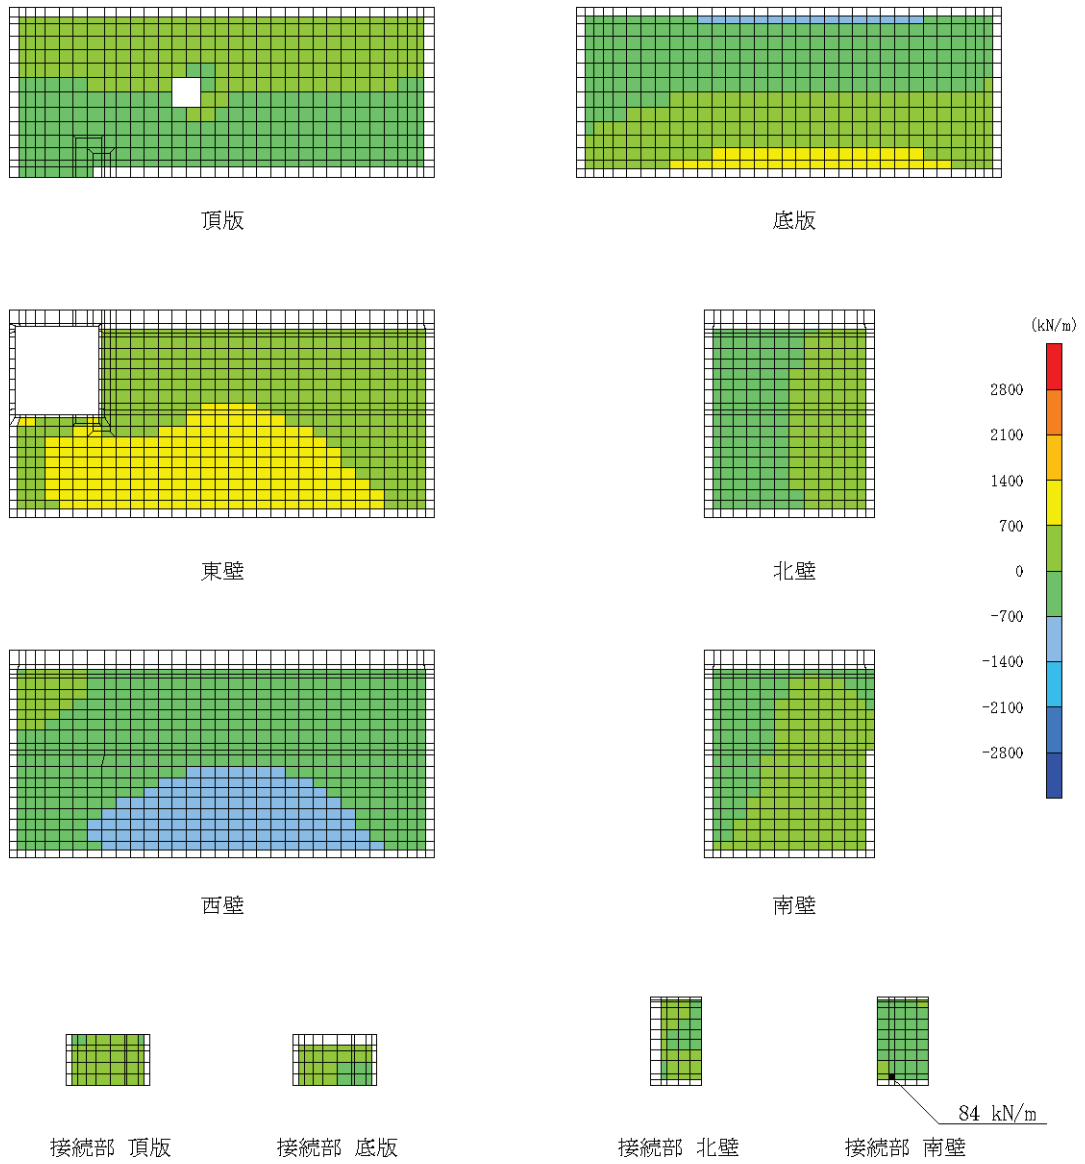 頂版
底版
東壁
北壁
(kN/m)
2800
2100
1400
700
0
-700
-1400
-2100
-2800
西壁
南壁
84 kN/m
接続部 頂版
接続部 底版
接続部 北壁
接続部 南壁